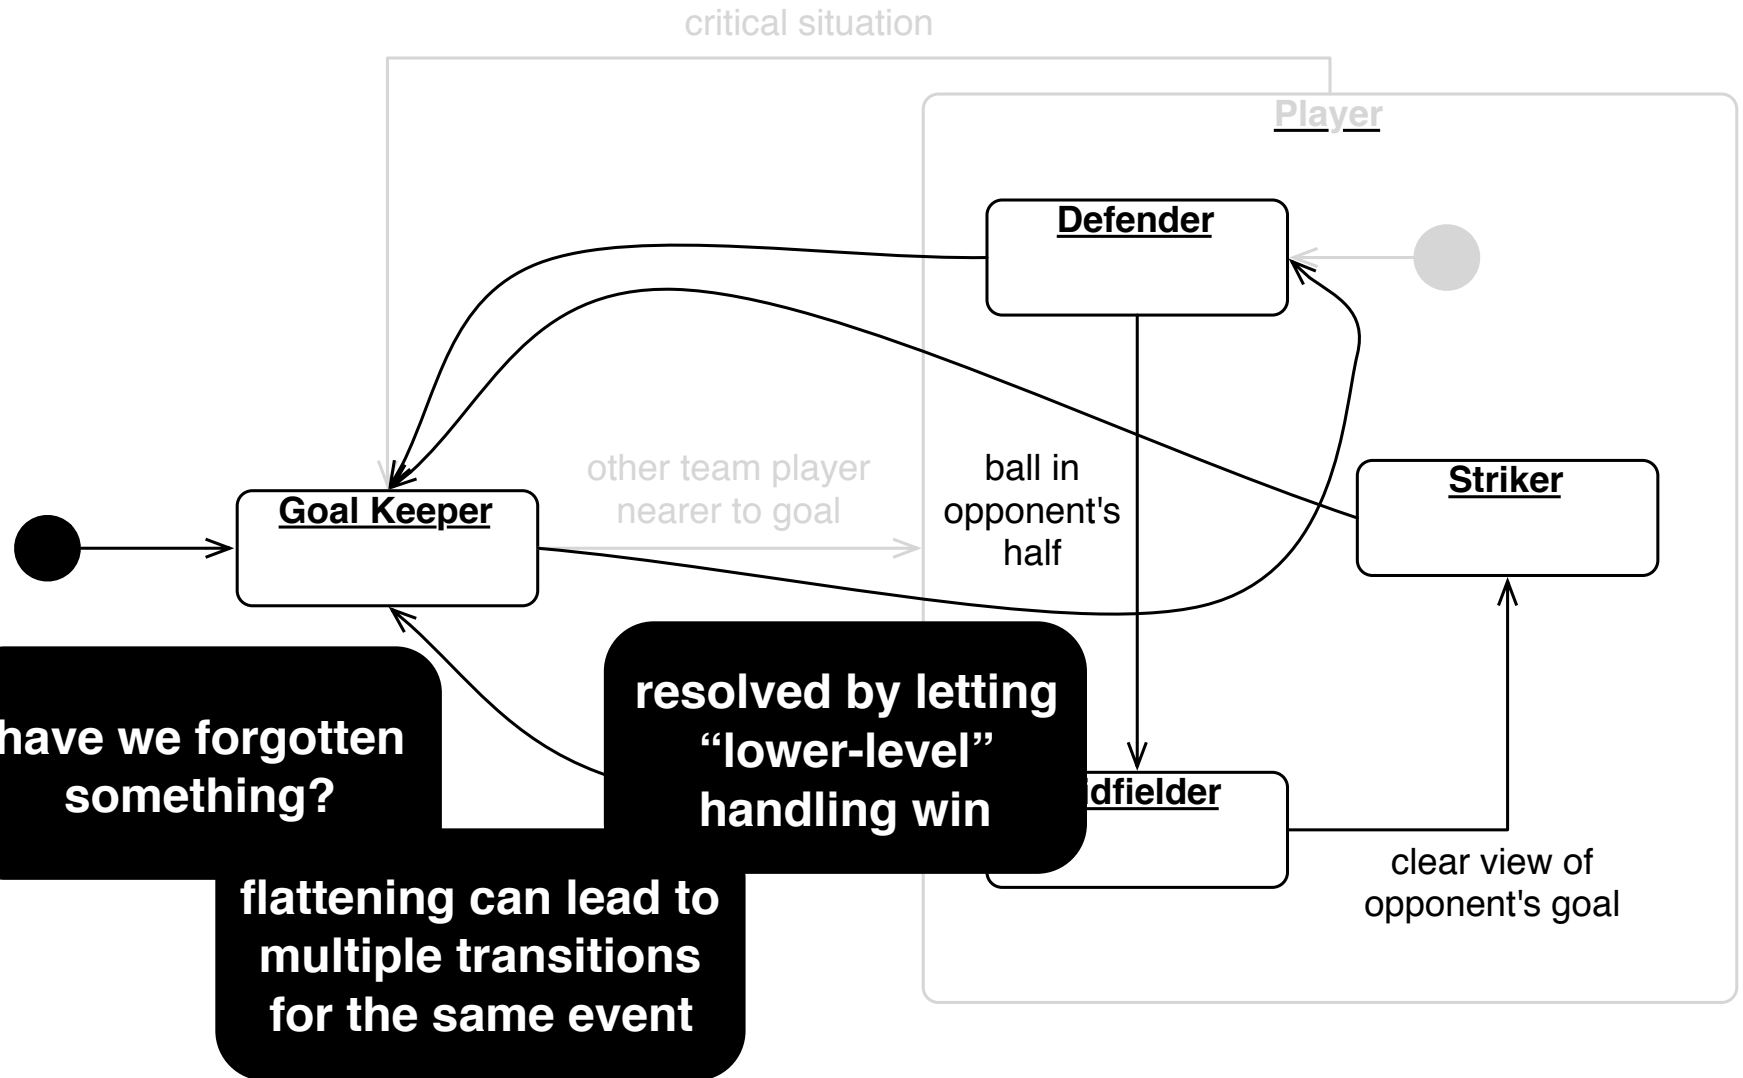 critical situation
Player
Defender
other team player
nearer to goal
ball in
opponent's
half
Striker
Goal Keeper
resolved by letting
“lower-level”
handling win
have we forgotten
something?
idfielder
clear view of
opponent's goal
flattening can lead to
multiple transitions
for the same event